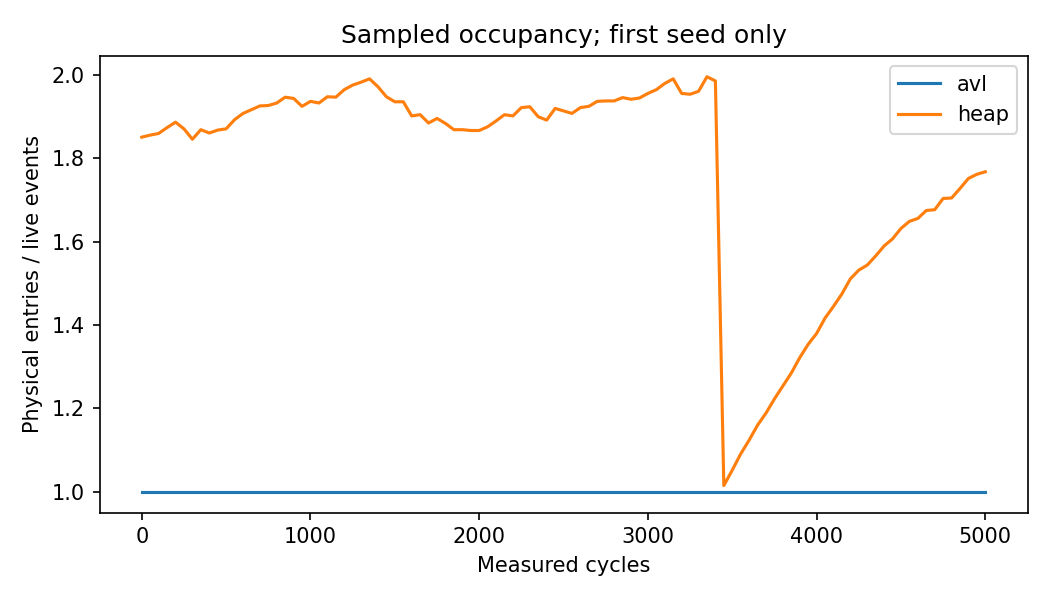 Sampled occupancy; first seed only
avl
heap
Physical entries / live events
2.0
1.8
1.6
1.4
1.2
1.0
0
1000
2000
3000
4000
5000
Measured cycles